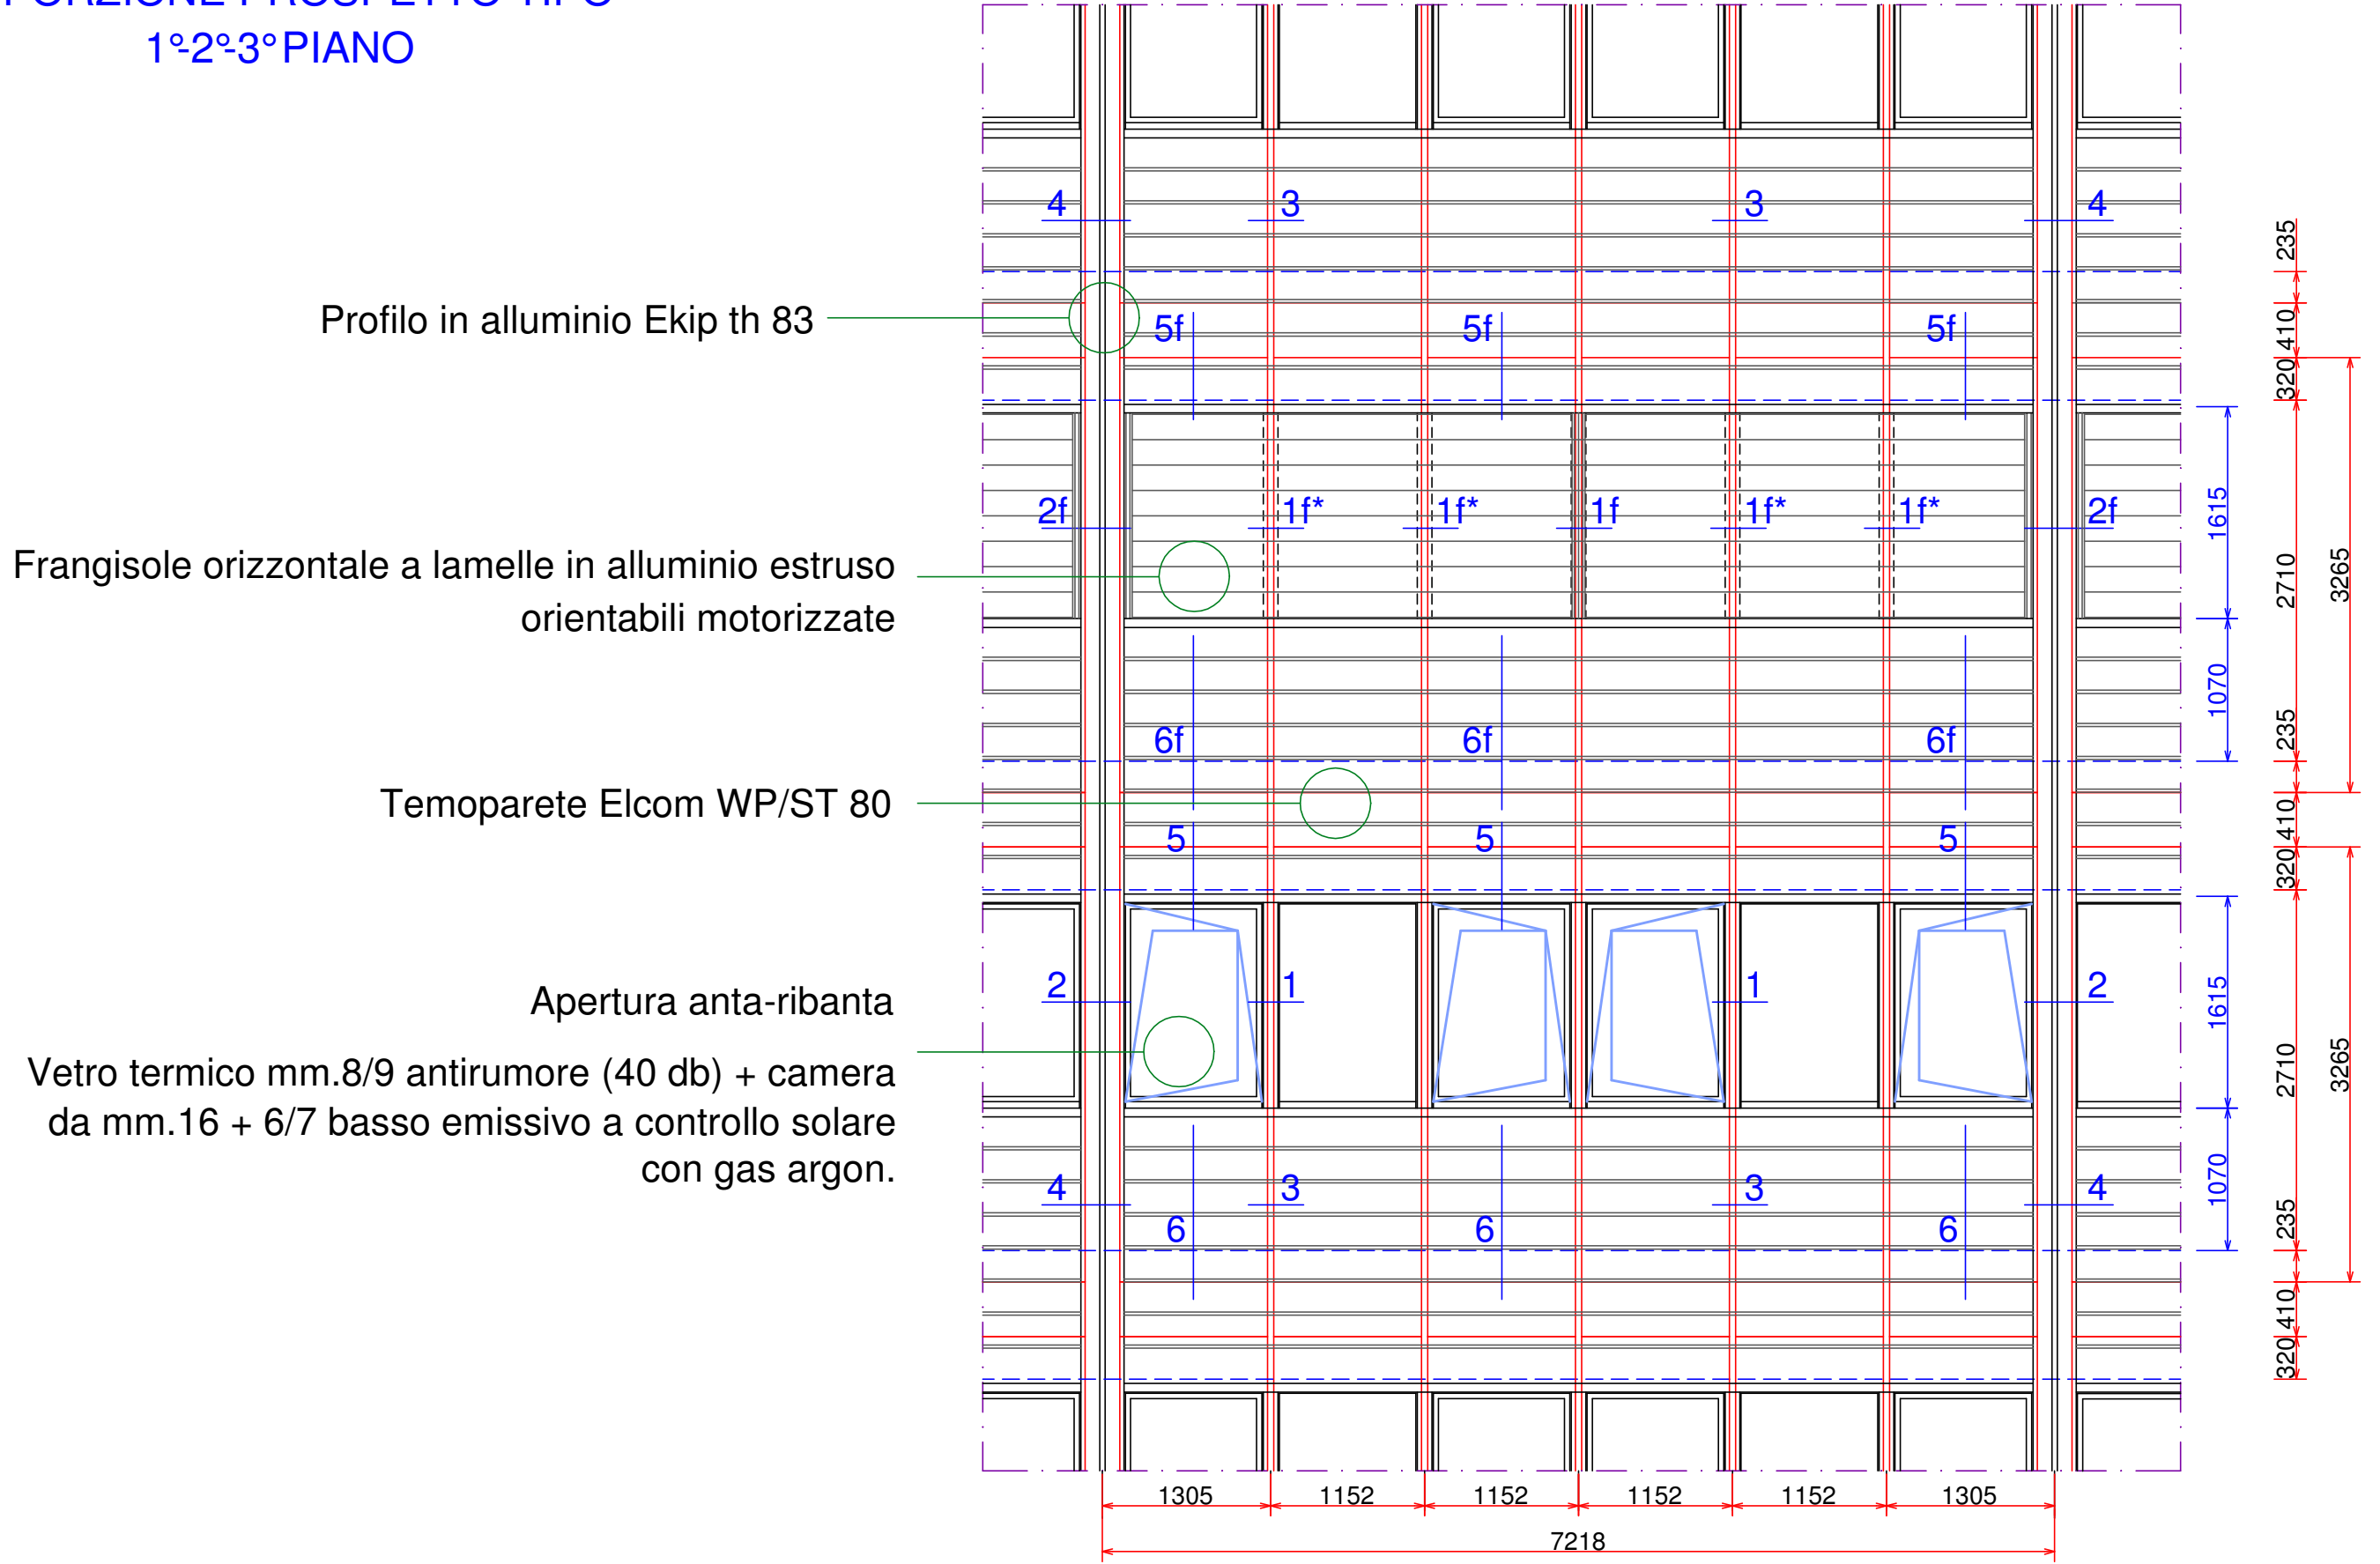 PORZIONE PROSPETTO TIPO
1°-2°-3° PIANO
4
3
3
4
Profilo in alluminio Ekip th 83
5f
5f
5f
2f
1f*
1f*
1f
1f*
1f*
2f
Frangisole orizzontale a lamelle in alluminio estruso
orientabili motorizzate
6f
6f
6f
Temoparete Elcom WP/ST 80
5
5
5
2
1
1
2
Apertura anta-ribanta
Vetro termico mm.8/9 antirumore (40 db) + camera
da mm.16 + 6/7 basso emissivo a controllo solare
con gas argon.
4
3
3
4
6
6
6
235
410
320
1615
2710
3265
1070
235
410
320
1615
2710
3265
1070
235
410
320
1305
1152
1152
1152
1152
1305
7218